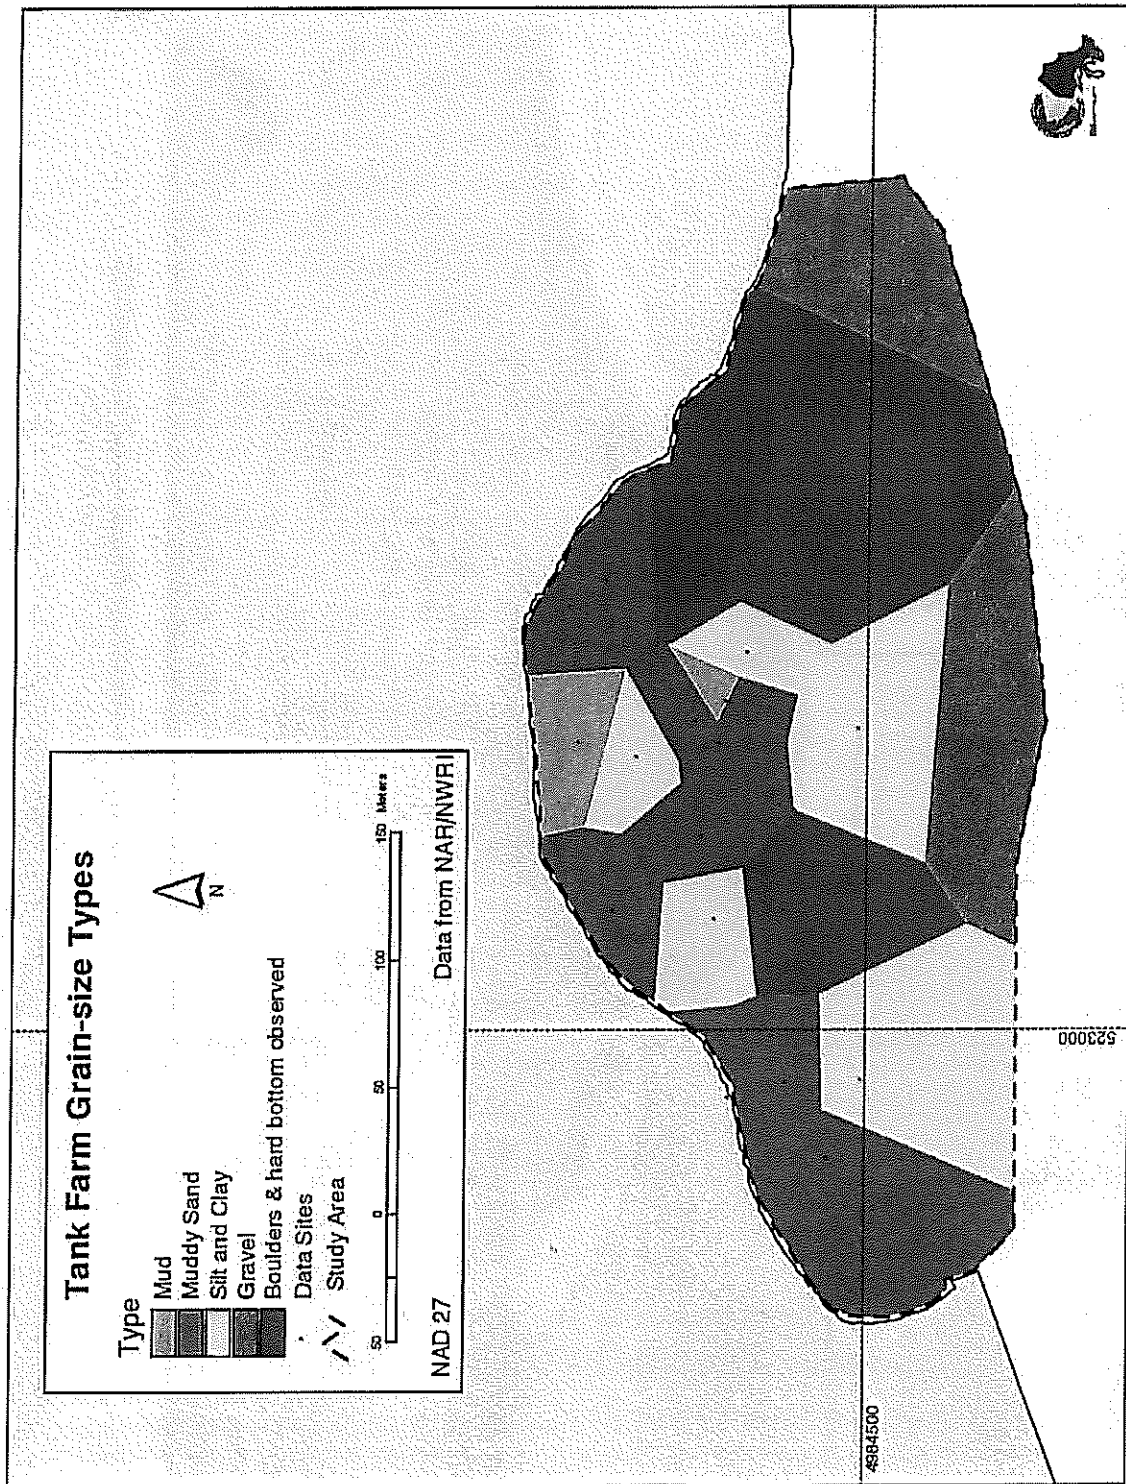 Tank Farm Grain-size Types
Type
Mud
Muddy Sand
Silt and Clay
Gravel
Boulders & hard bottom observed
Data Sites
Study Area
N
50 0 50 100 150 Meters
NAD 27
Data from NAR/NWRI
4984500
523000